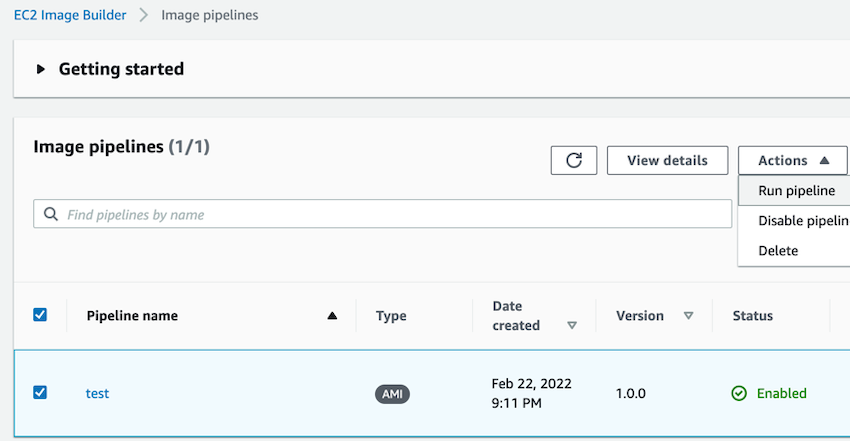 EC2 Image Builder > Image pipelines
Getting started
Image pipelines (1/1)
View details
Actions
Run pipeline
Find pipelines by name
Disable pipelin
Delete
Pipeline name
Type
Date
created
Version
Status
test
AMI
Feb 22, 2022
9:11 PM
1.0.0
Enabled